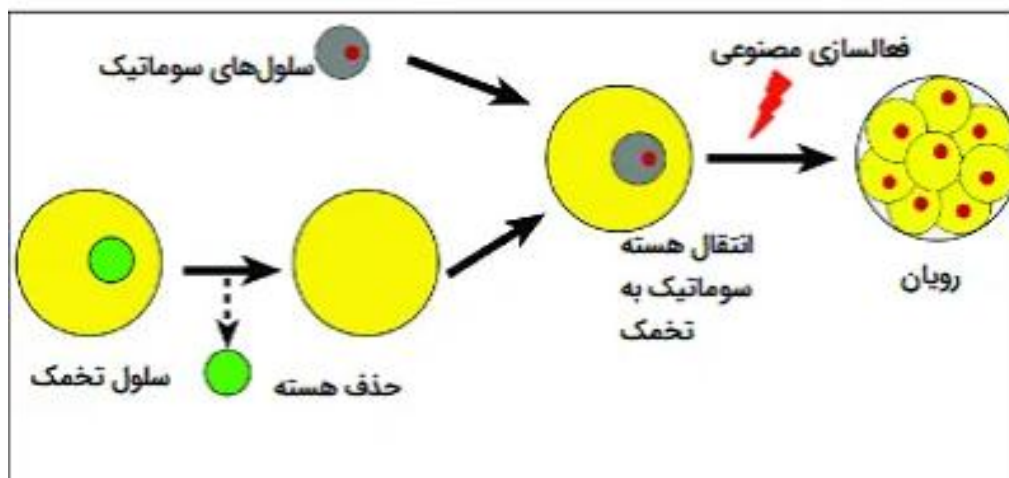 فعالسازی مصنوعی
سلول‌های سوماتیک
انتقال هسته
سوماتیک به
تخمک
رویان
سلول تخمک
حذف هسته